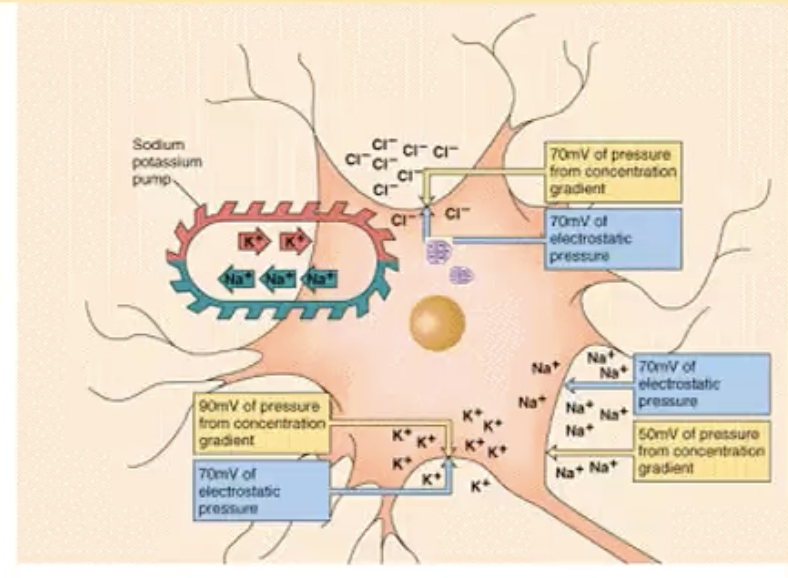 Sodium
potassium
pump
Cl⁻ Cl⁻ Cl⁻ Cl⁻
Cl⁻
Cl⁻
Cl⁻
Cl⁻ Cl⁻
70mV of pressure
from concentration
gradient
70mV of
electrostatic
pressure
K⁺ K⁺
Na⁺ Na⁺ Na⁺
Na⁺ Na⁺
Na⁺
Na⁺ Na⁺ Na⁺
Na⁺
Na⁺ Na⁺
70mV of
electrostatic
pressure
50mV of pressure
from concentration
gradient
90mV of pressure
from concentration
gradient
70mV of
electrostatic
pressure
K⁺ K⁺
K⁺ K⁺ K⁺ K⁺
K⁺
K⁺ K⁺